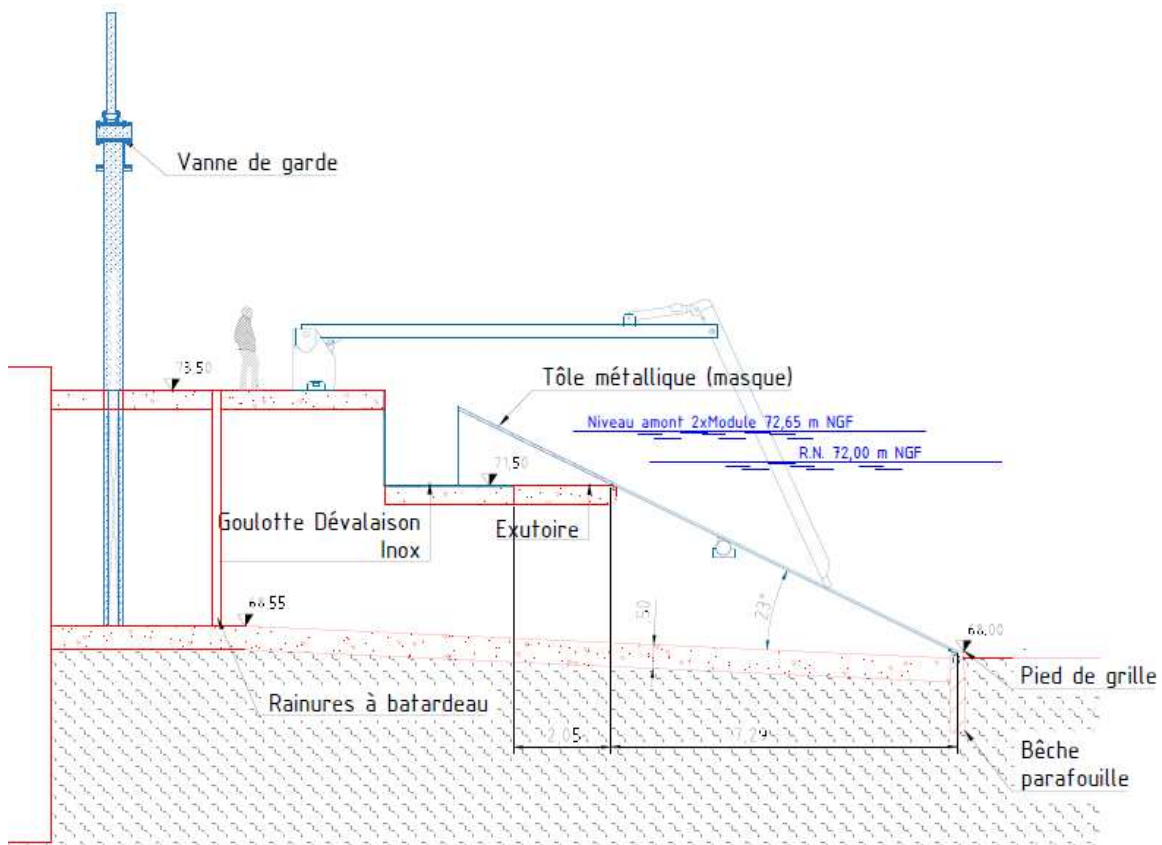 Vanne de garde
73.50
Tôle métallique (masque)
Niveau amont 2xModule 72,65 m NGF
R.N. 72,00 m NGF
71,50
Goulotte Dévalaison
Inox
Exutoire
68.55
.50
23°
68.00
Pied de grille
Rainures à batardeau
2,05
7,29
Bêche
parafouille